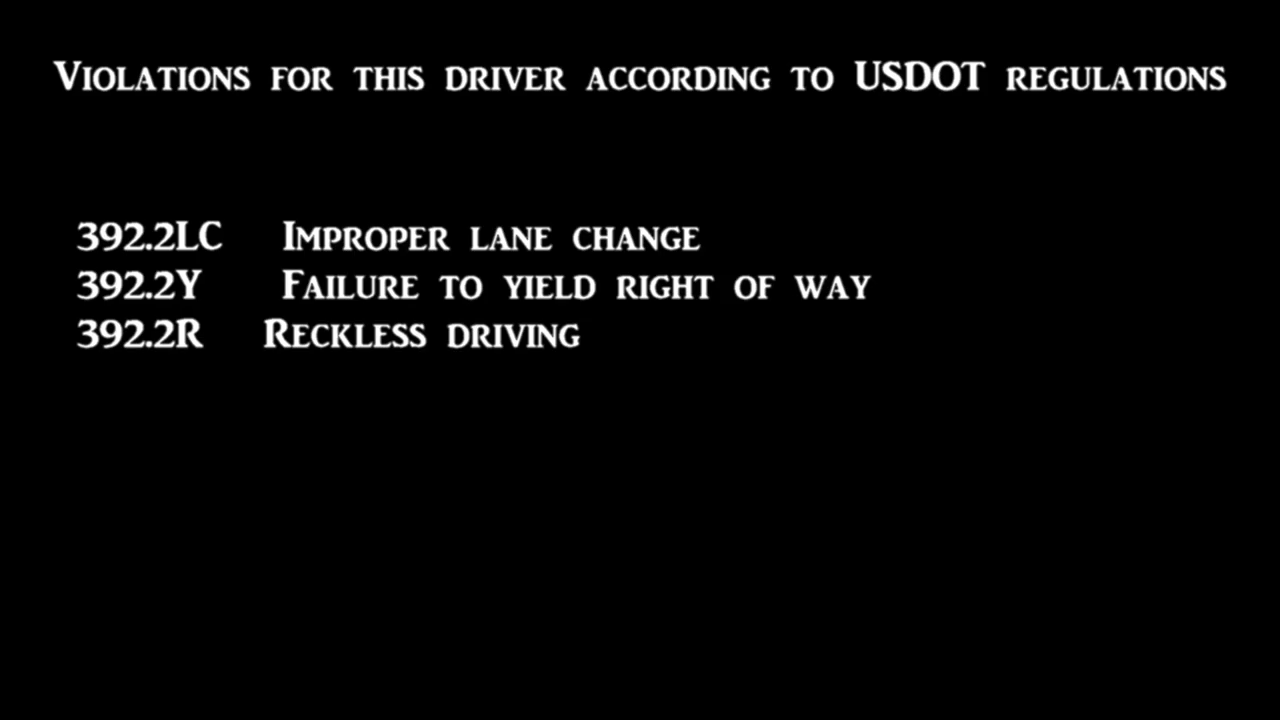 Violations for this driver according to USDOT regulations
392.2LC Improper lane change
392.2Y Failure to yield right of way
392.2R Reckless driving